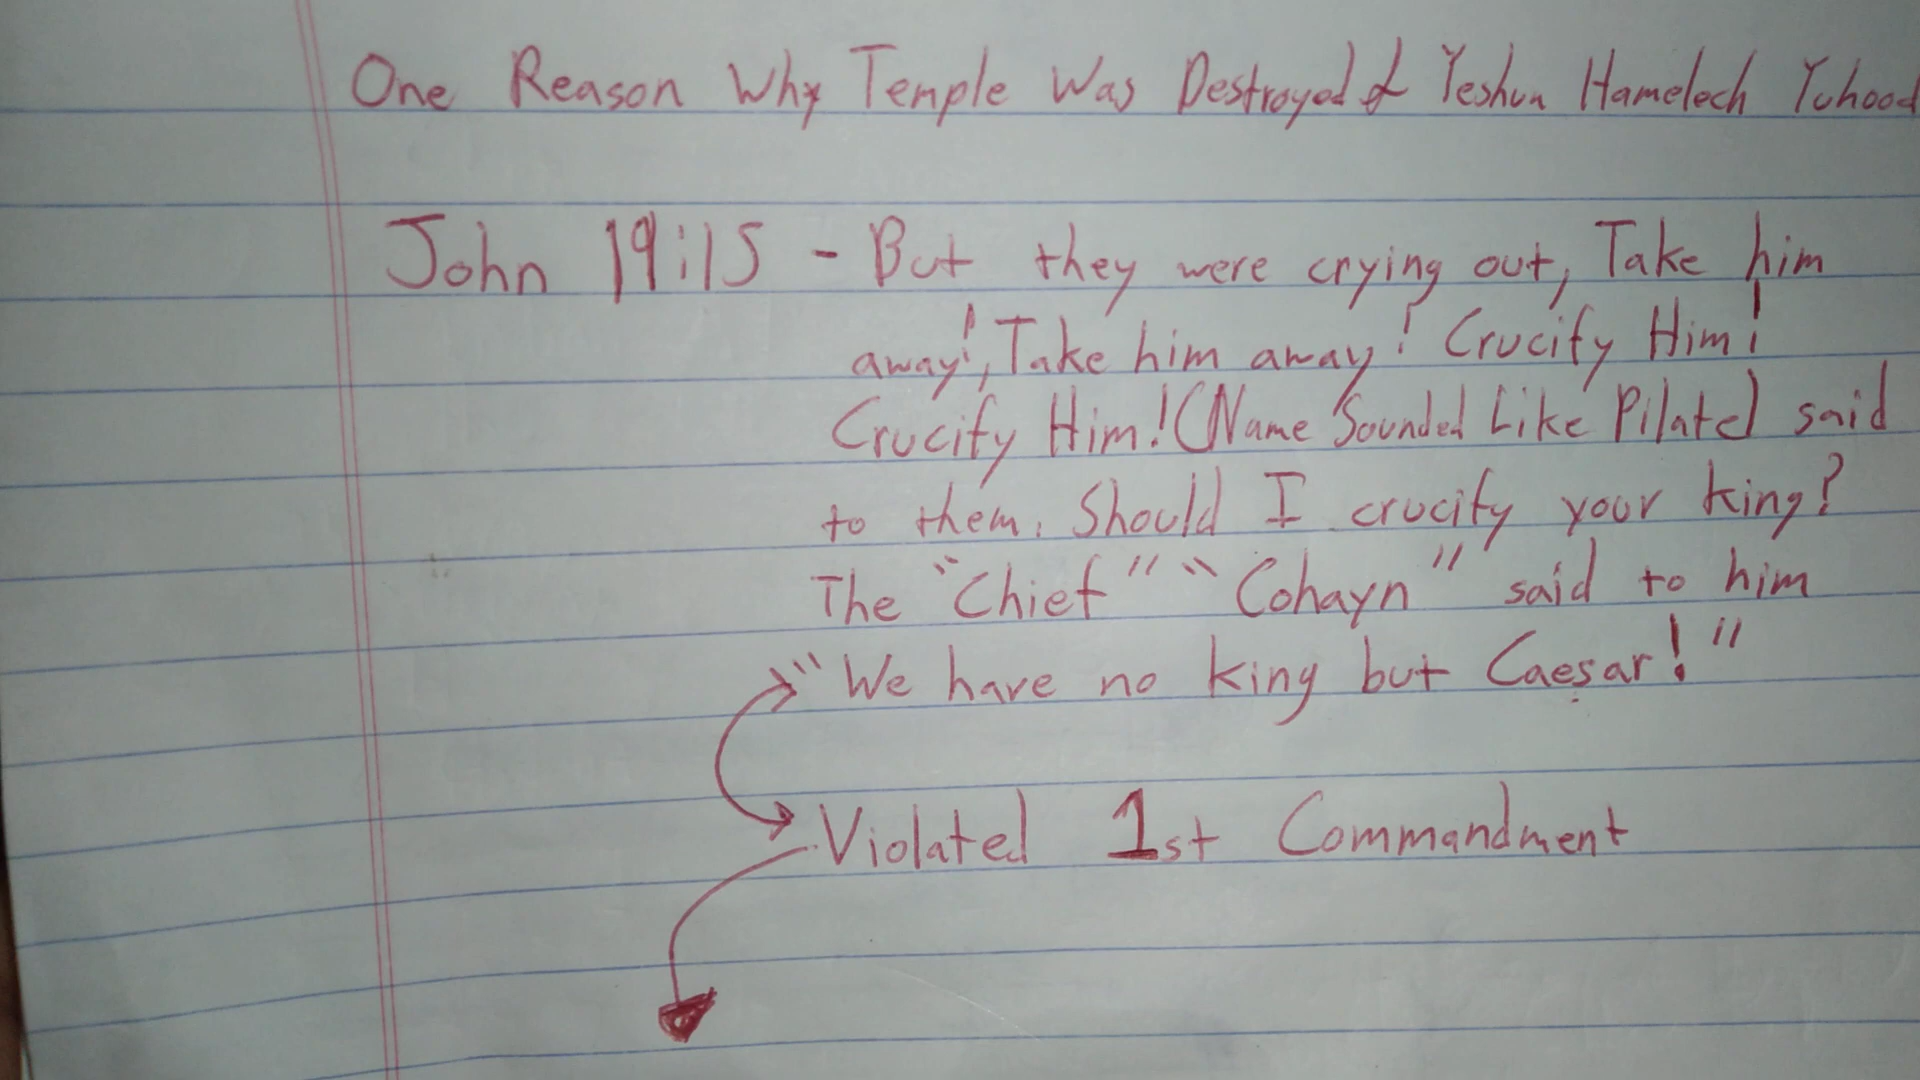 One Reason Why Temple Was Destroyed & Yeshua Hamelech Yuhood
John 19:15 - But they were crying out, Take him
away!, Take him away! Crucify Him!
Crucify Him! (Name Sounded Like Pilate) said
to them. Should I crucify your king?
The "Chief" "Cohayn" said to him
"We have no king but Caesar!"
Violated 1st Commandment